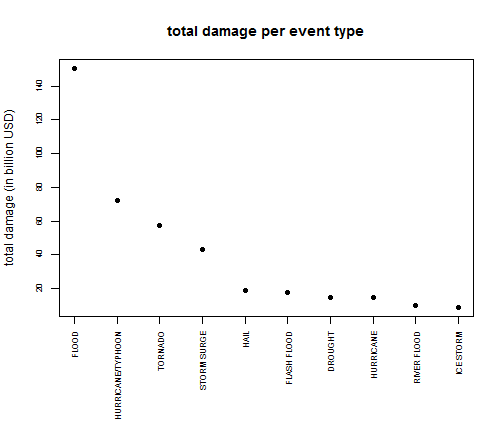 total damage per event type
total damage (in billion USD)
140
120
100
80
60
40
20
FLOOD
HURRICANE/TYPHOON
TORNADO
STORM SURGE
HAIL
FLASH FLOOD
DROUGHT
HURRICANE
RIVER FLOOD
ICE STORM